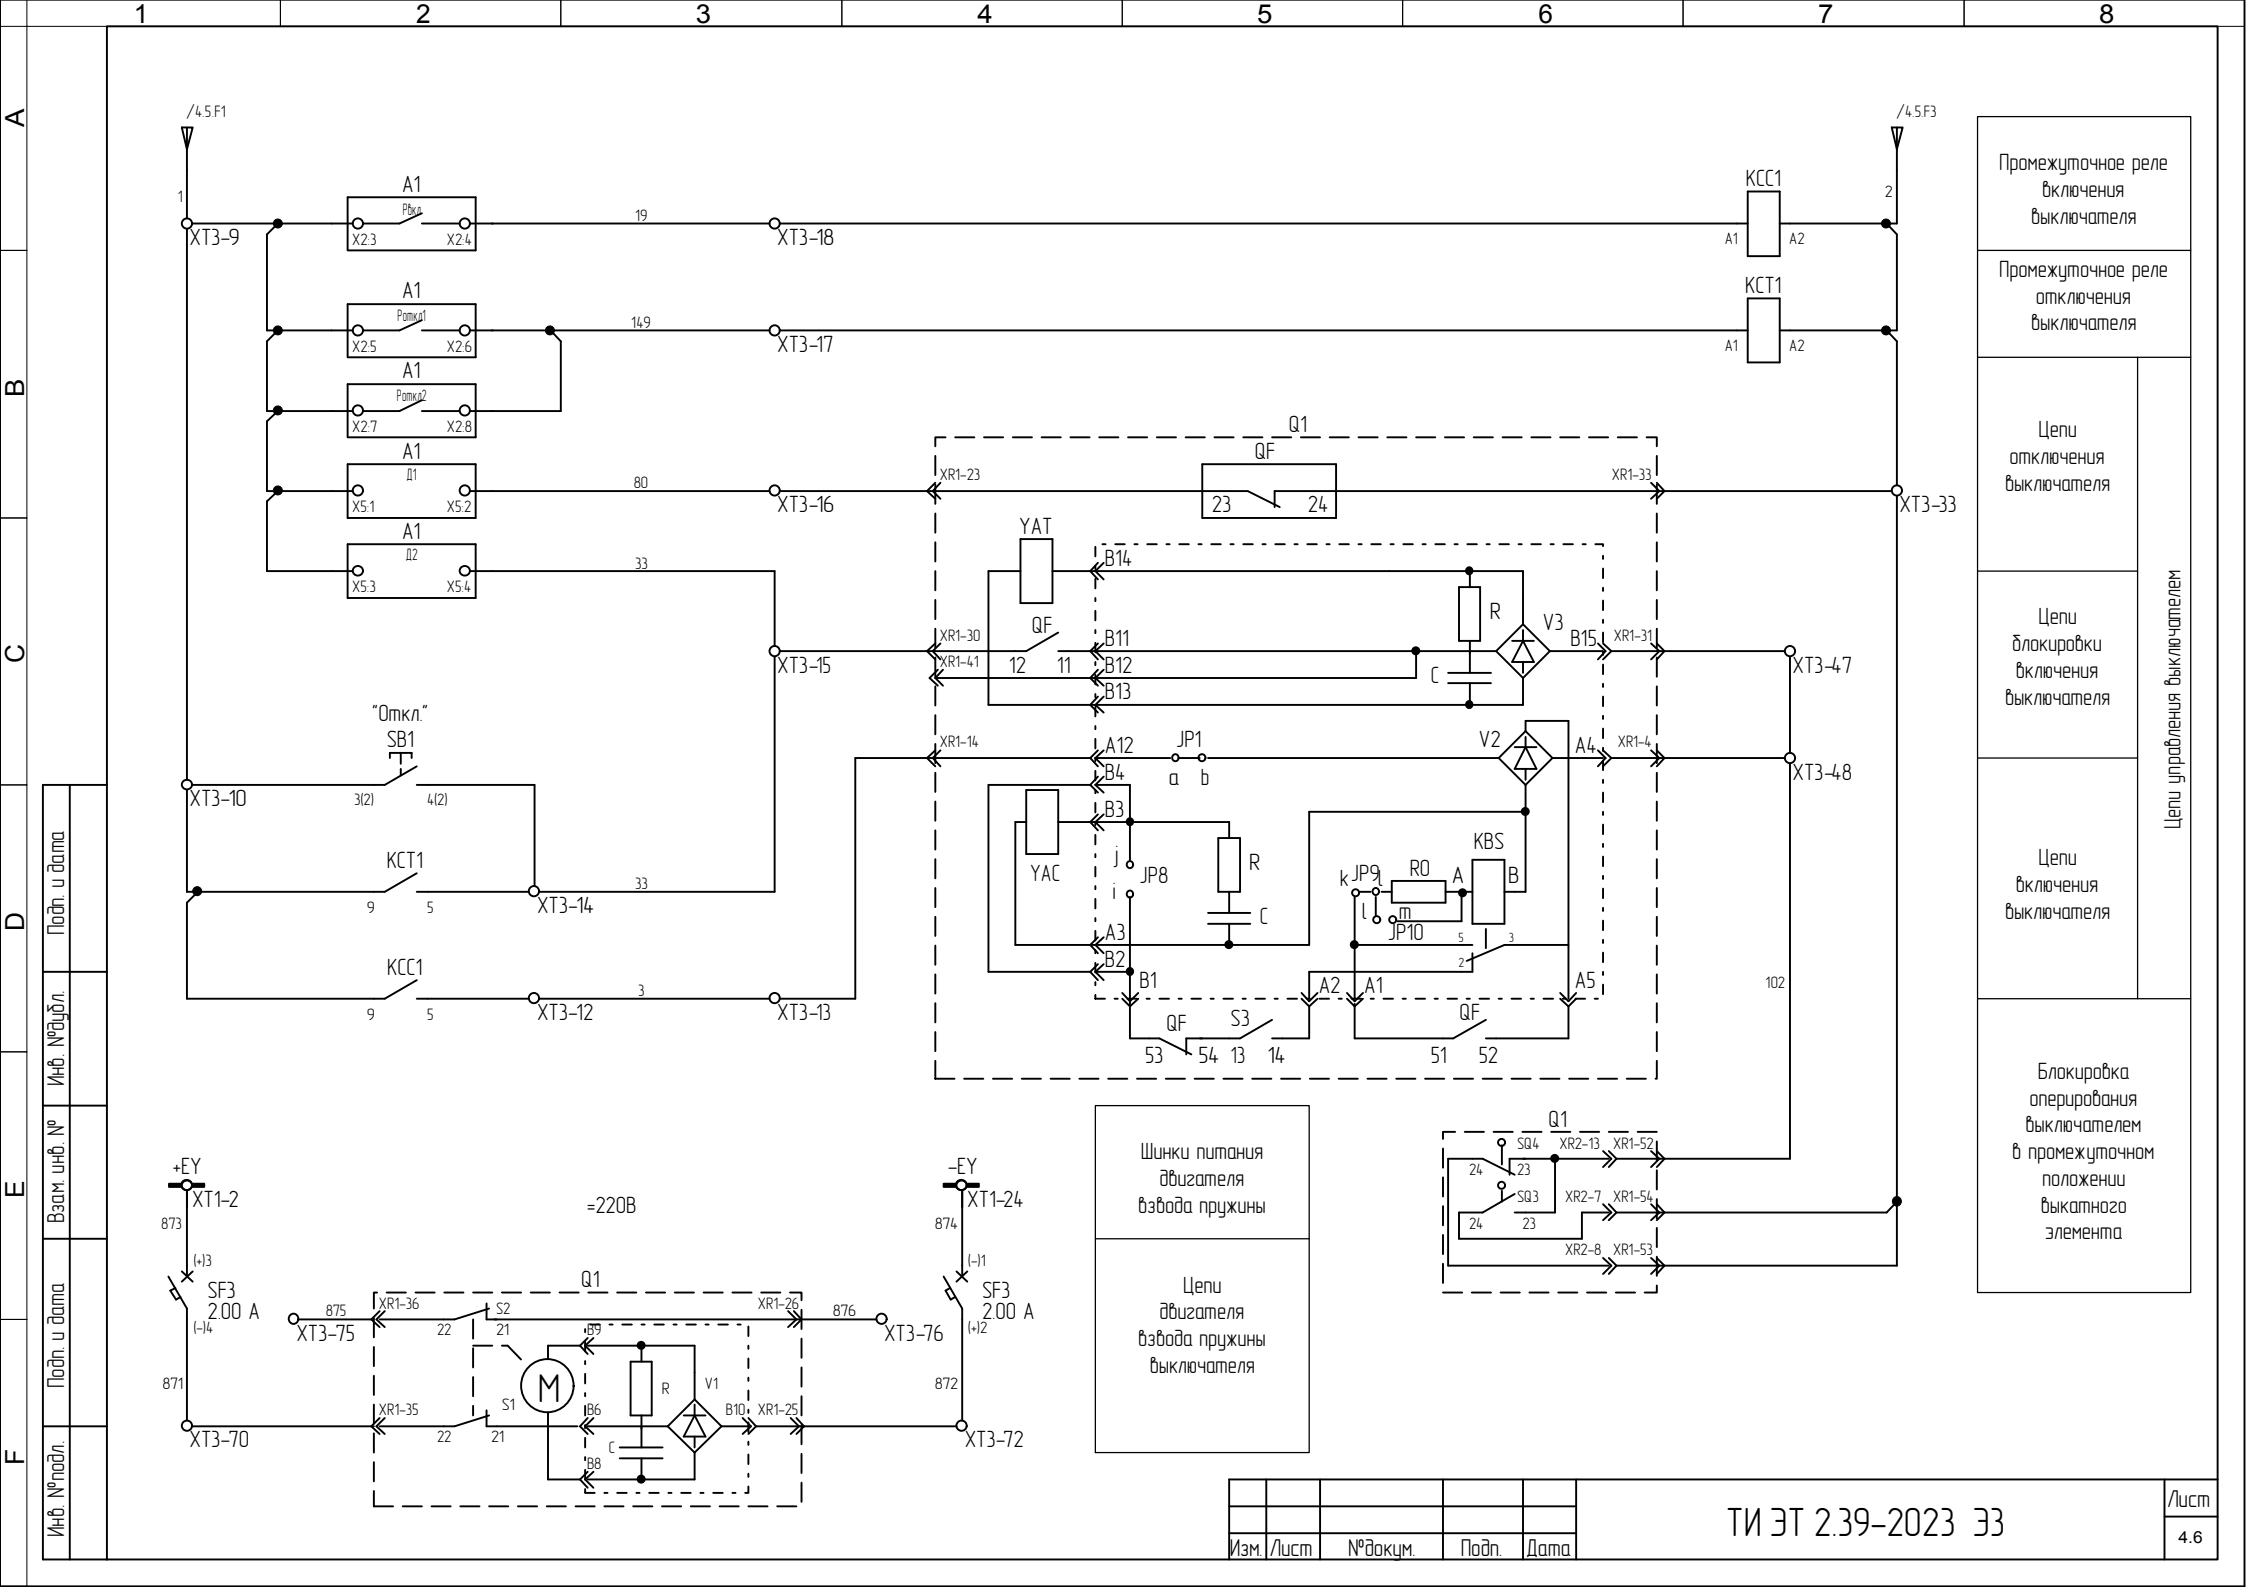 1 2 3 4 5 6 7 8
A
B
C
D
E
F
/4.5.F1
/4.5.F3
1
2
XT3-9
A1
Рвкл
X2:3 X2:4
19
XT3-18
KCC1
A1 A2
A1
Роткл1
X2:5 X2:6
149
XT3-17
KCT1
A1 A2
A1
Роткл2
X2:7 X2:8
A1
Д1
X5:1 X5:2
80
XT3-16
A1
Д2
X5:3 X5:4
33
XT3-15
Q1
XR1-23
QF
23 24
XR1-33
XT3-33
YAT
B14
R
V3
XR1-30
QF
12 11
B11
B15
XR1-31
XT3-47
XR1-41
B12
C
B13
"Откл."
SB1
XT3-10
3(2) 4(2)
XR1-14
A12
JP1
a b
V2
A4
XR1-4
XT3-48
B4
B3
YAC
j
i
JP8
R
C
k JP9 l
R0
A
KBS
B
l m
JP10
5 3
2
A3
B2
B1
A2
A1
A5
KCT1
9 5
XT3-14
33
KCC1
9 5
XT3-12
3
XT3-13
102
QF
53 54
S3
13 14
QF
51 52
Q1
SQ4
24 23
XR2-13 XR1-52
SQ3
24 23
XR2-7 XR1-54
XR2-8 XR1-53
+EY
XT1-2
873
(+)3
SF3
2.00 A
(-)4
871
XT3-70
=220В
-EY
XT1-24
874
(-)1
SF3
2.00 A
(+)2
872
XT3-72
Q1
XT3-75
875
XR1-36
S2
22 21
XR1-26
876
XT3-76
B9
M
R
V1
XR1-35
S1
22 21
B6
B10
XR1-25
C
B8
Промежуточное реле
включения
выключателя
Промежуточное реле
отключения
выключателя
Цепи
отключения
выключателя
Цепи
блокировки
включения
выключателя
Цепи
включения
выключателя
Цепи управления выключателем
Блокировка
оперирования
выключателем
в промежуточном
положении
выкатного
элемента
Шинки питания
двигателя
взвода пружины
Цепи
двигателя
взвода пружины
выключателя
Подп. и дата
Инв. №дубл.
Взам. инв. №
Подп. и дата
Инв. №подл.
Изм. Лист №докум. Подп. Дата
ТИ ЭТ 2.39-2023 ЭЗ
Лист
4.6